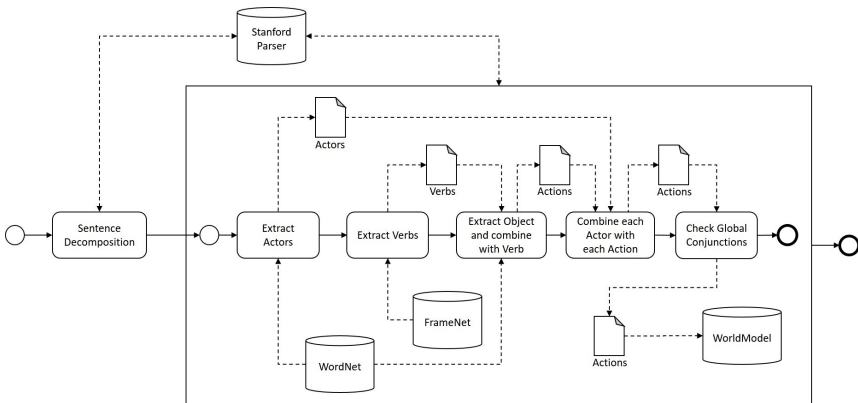 Stanford
Parser
Actors
Verbs
Actions
Actions
Sentence
Decomposition
Extract
Actors
Extract Verbs
Extract Object
and combine
with Verb
Combine each
Actor with
each Action
Check Global
Conjunctions
FrameNet
WordNet
Actions
WorldModel